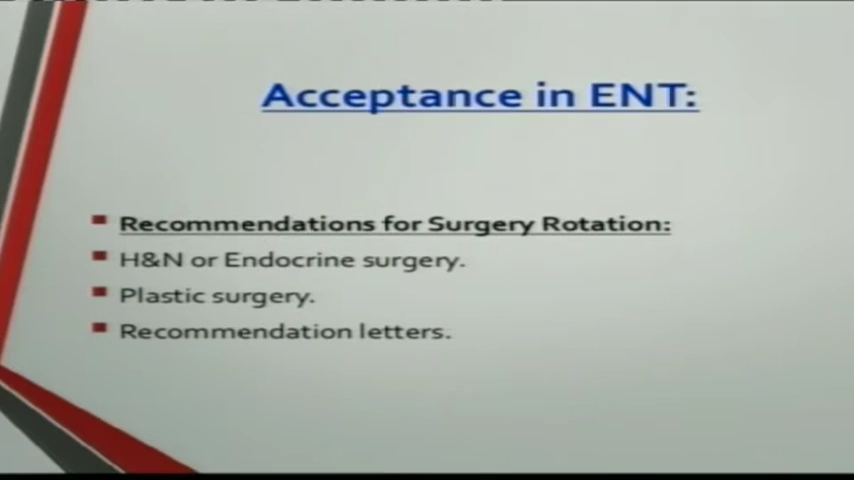 Acceptance in ENT:
Recommendations for Surgery Rotation:
H&N or Endocrine surgery.
Plastic surgery.
Recommendation letters.